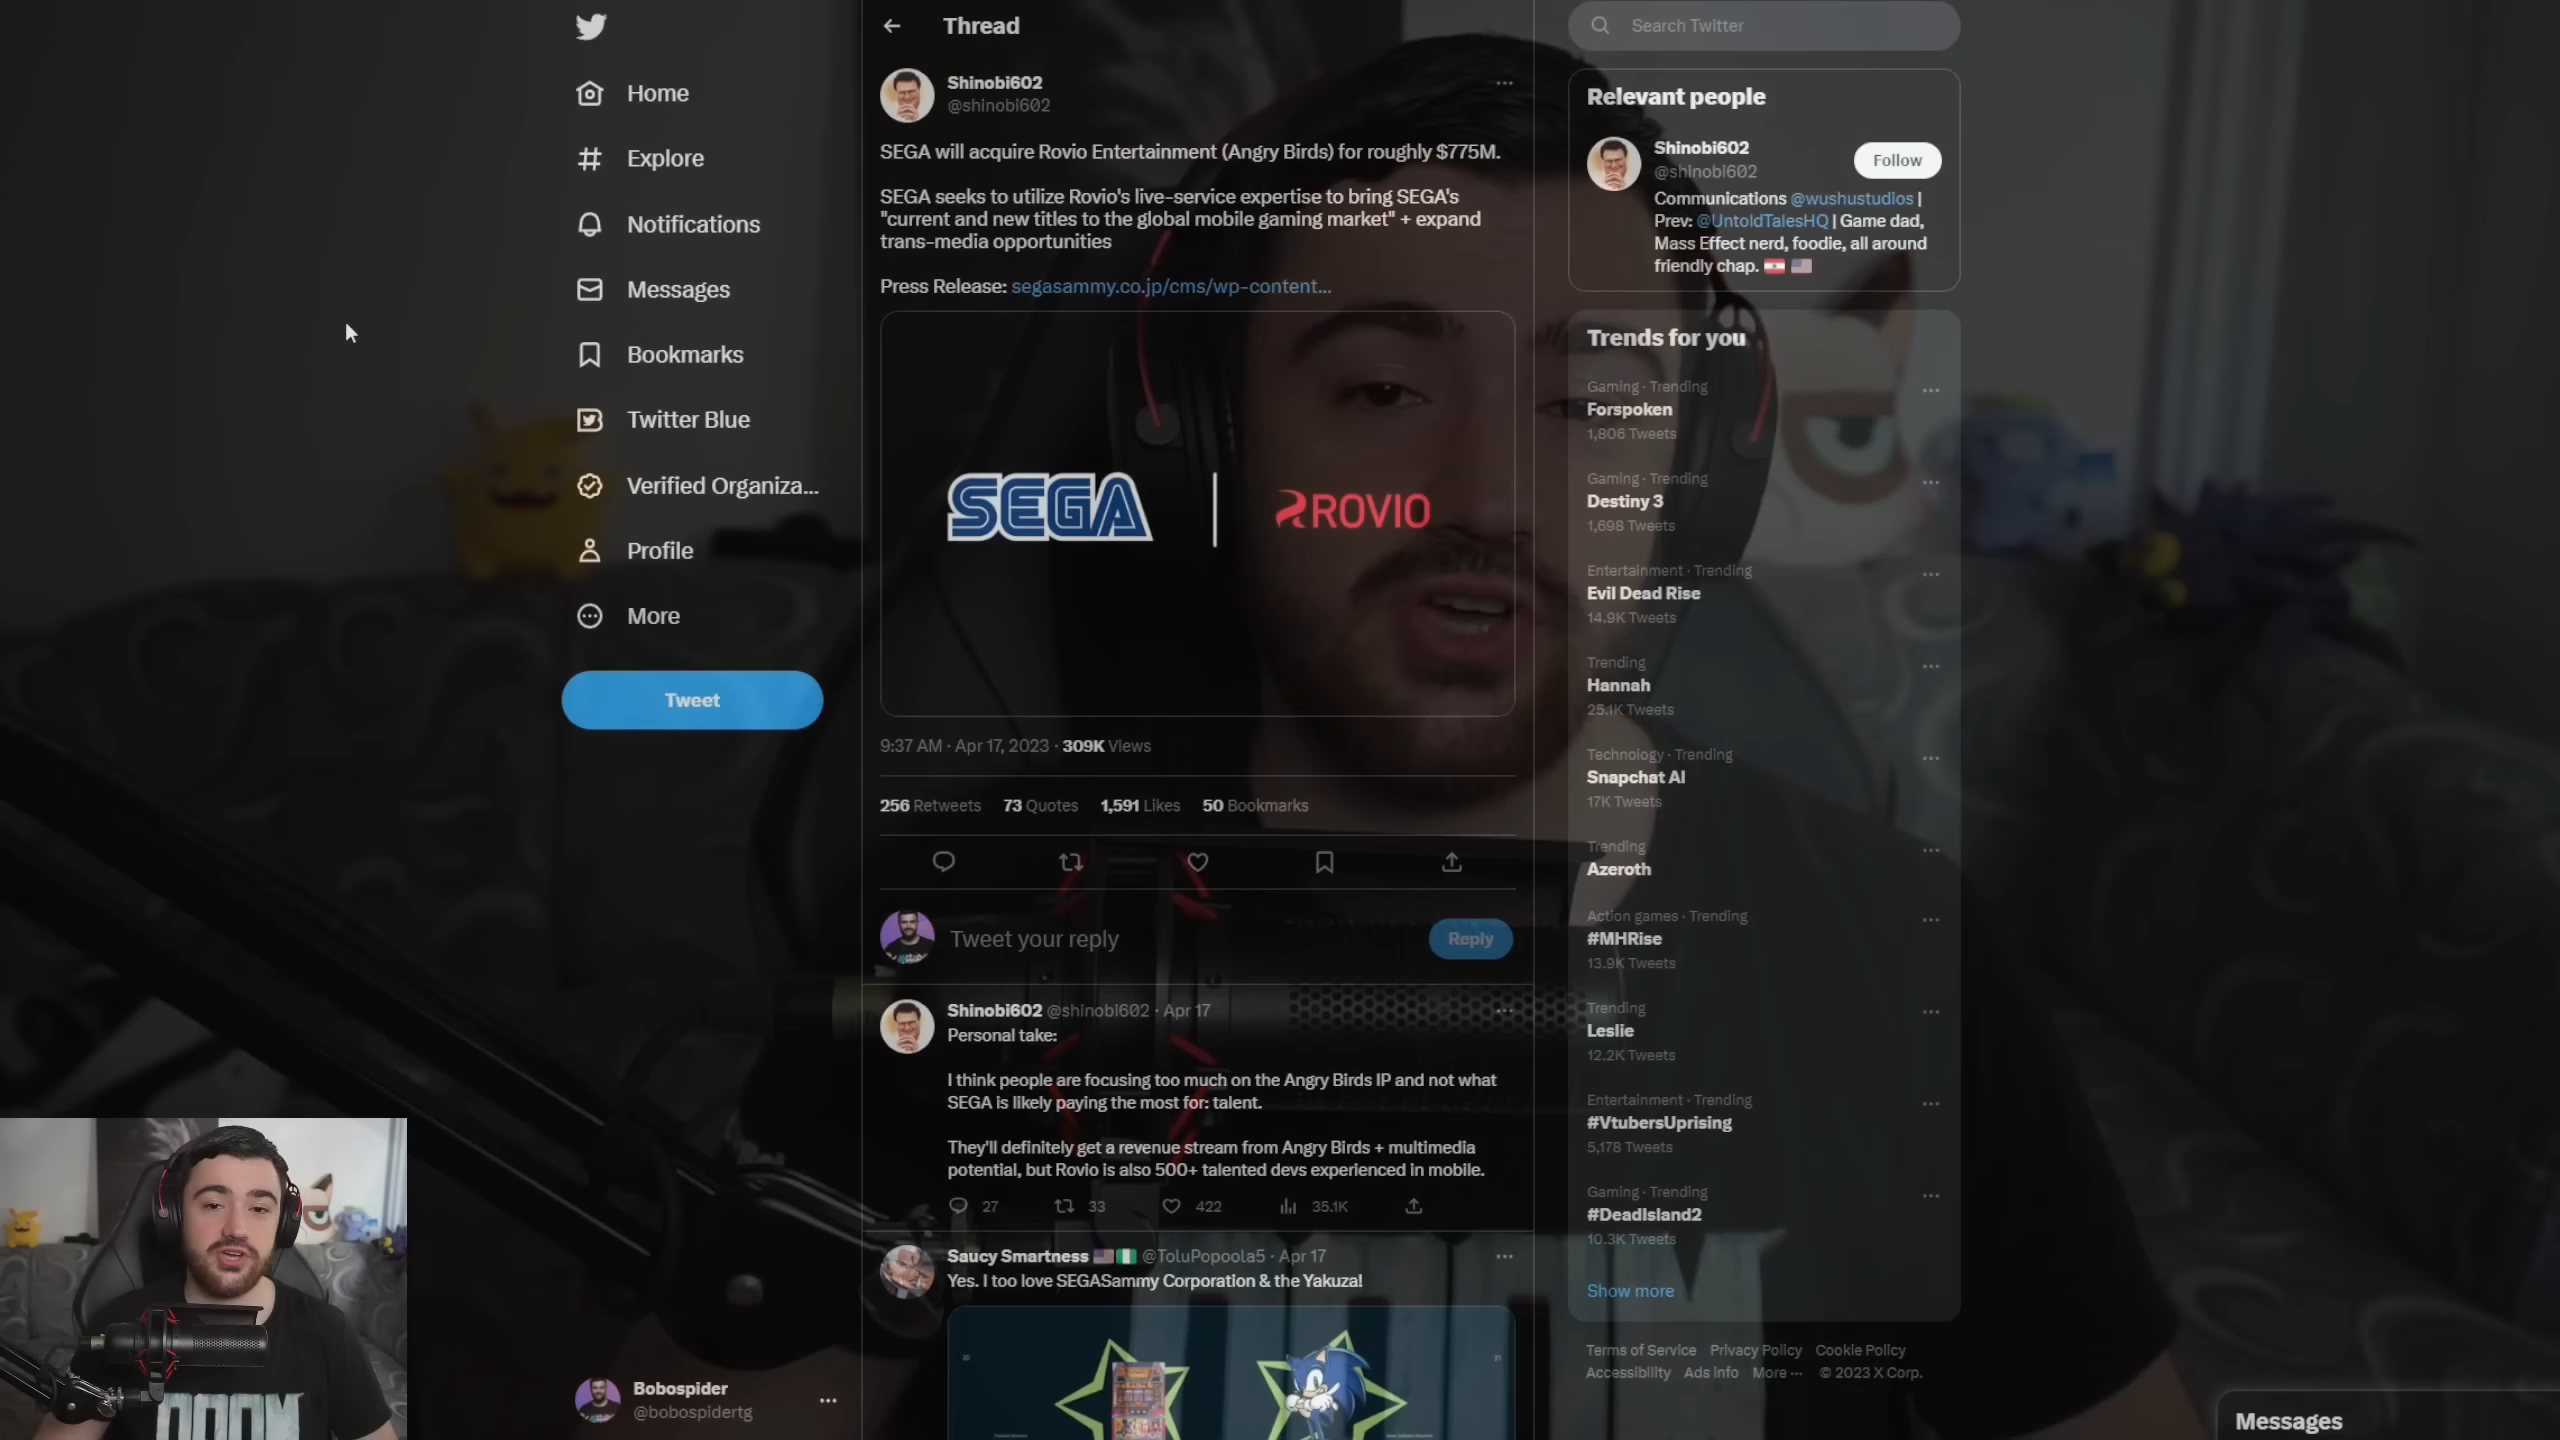 Home
Explore
Notifications
Messages
Bookmarks
Twitter Blue
Verified Organiza...
Profile
More
Tweet
Bobospider
@bobospidertg
Thread
Shinobi602
@shinobi602
SEGA will acquire Rovio Entertainment (Angry Birds) for roughly $775M.
SEGA seeks to utilize Rovio's live-service expertise to bring SEGA's
"current and new titles to the global mobile gaming market" + expand
trans-media opportunities
Press Release: segasammy.co.jp/cms/wp-content...
SEGA | ROVIO
9:37 AM · Apr 17, 2023 · 309K Views
256 Retweets 73 Quotes 1,591 Likes 50 Bookmarks
Tweet your reply
Reply
Shinobi602 @shinobi602 · Apr 17
Personal take:
I think people are focusing too much on the Angry Birds IP and not what
SEGA is likely paying the most for: talent.
They'll definitely get a revenue stream from Angry Birds + multimedia
potential, but Rovio is also 500+ talented devs experienced in mobile.
27 33 422 35.1K
Saucy Smartness @ToluPopoola5 · Apr 17
Yes. I too love SEGASammy Corporation & the Yakuza!
Search Twitter
Relevant people
Shinobi602
@shinobi602
Follow
Communications @wushustudios |
Prev: @UntoldTalesHQ | Game dad,
Mass Effect nerd, foodie, all around
friendly chap.
Trends for you
Gaming · Trending
Forspoken
1,806 Tweets
Gaming · Trending
Destiny 3
1,698 Tweets
Entertainment · Trending
Evil Dead Rise
14.9K Tweets
Trending
Hannah
25.1K Tweets
Technology · Trending
Snapchat AI
17K Tweets
Trending
Azeroth
Action games · Trending
#MHRise
13.9K Tweets
Trending
Leslie
12.2K Tweets
Entertainment · Trending
#VtubersUprising
5,178 Tweets
Gaming · Trending
#DeadIsland2
10.3K Tweets
Show more
Terms of Service Privacy Policy Cookie Policy
Accessibility Ads info More ··· © 2023 X Corp.
Messages
DOOM